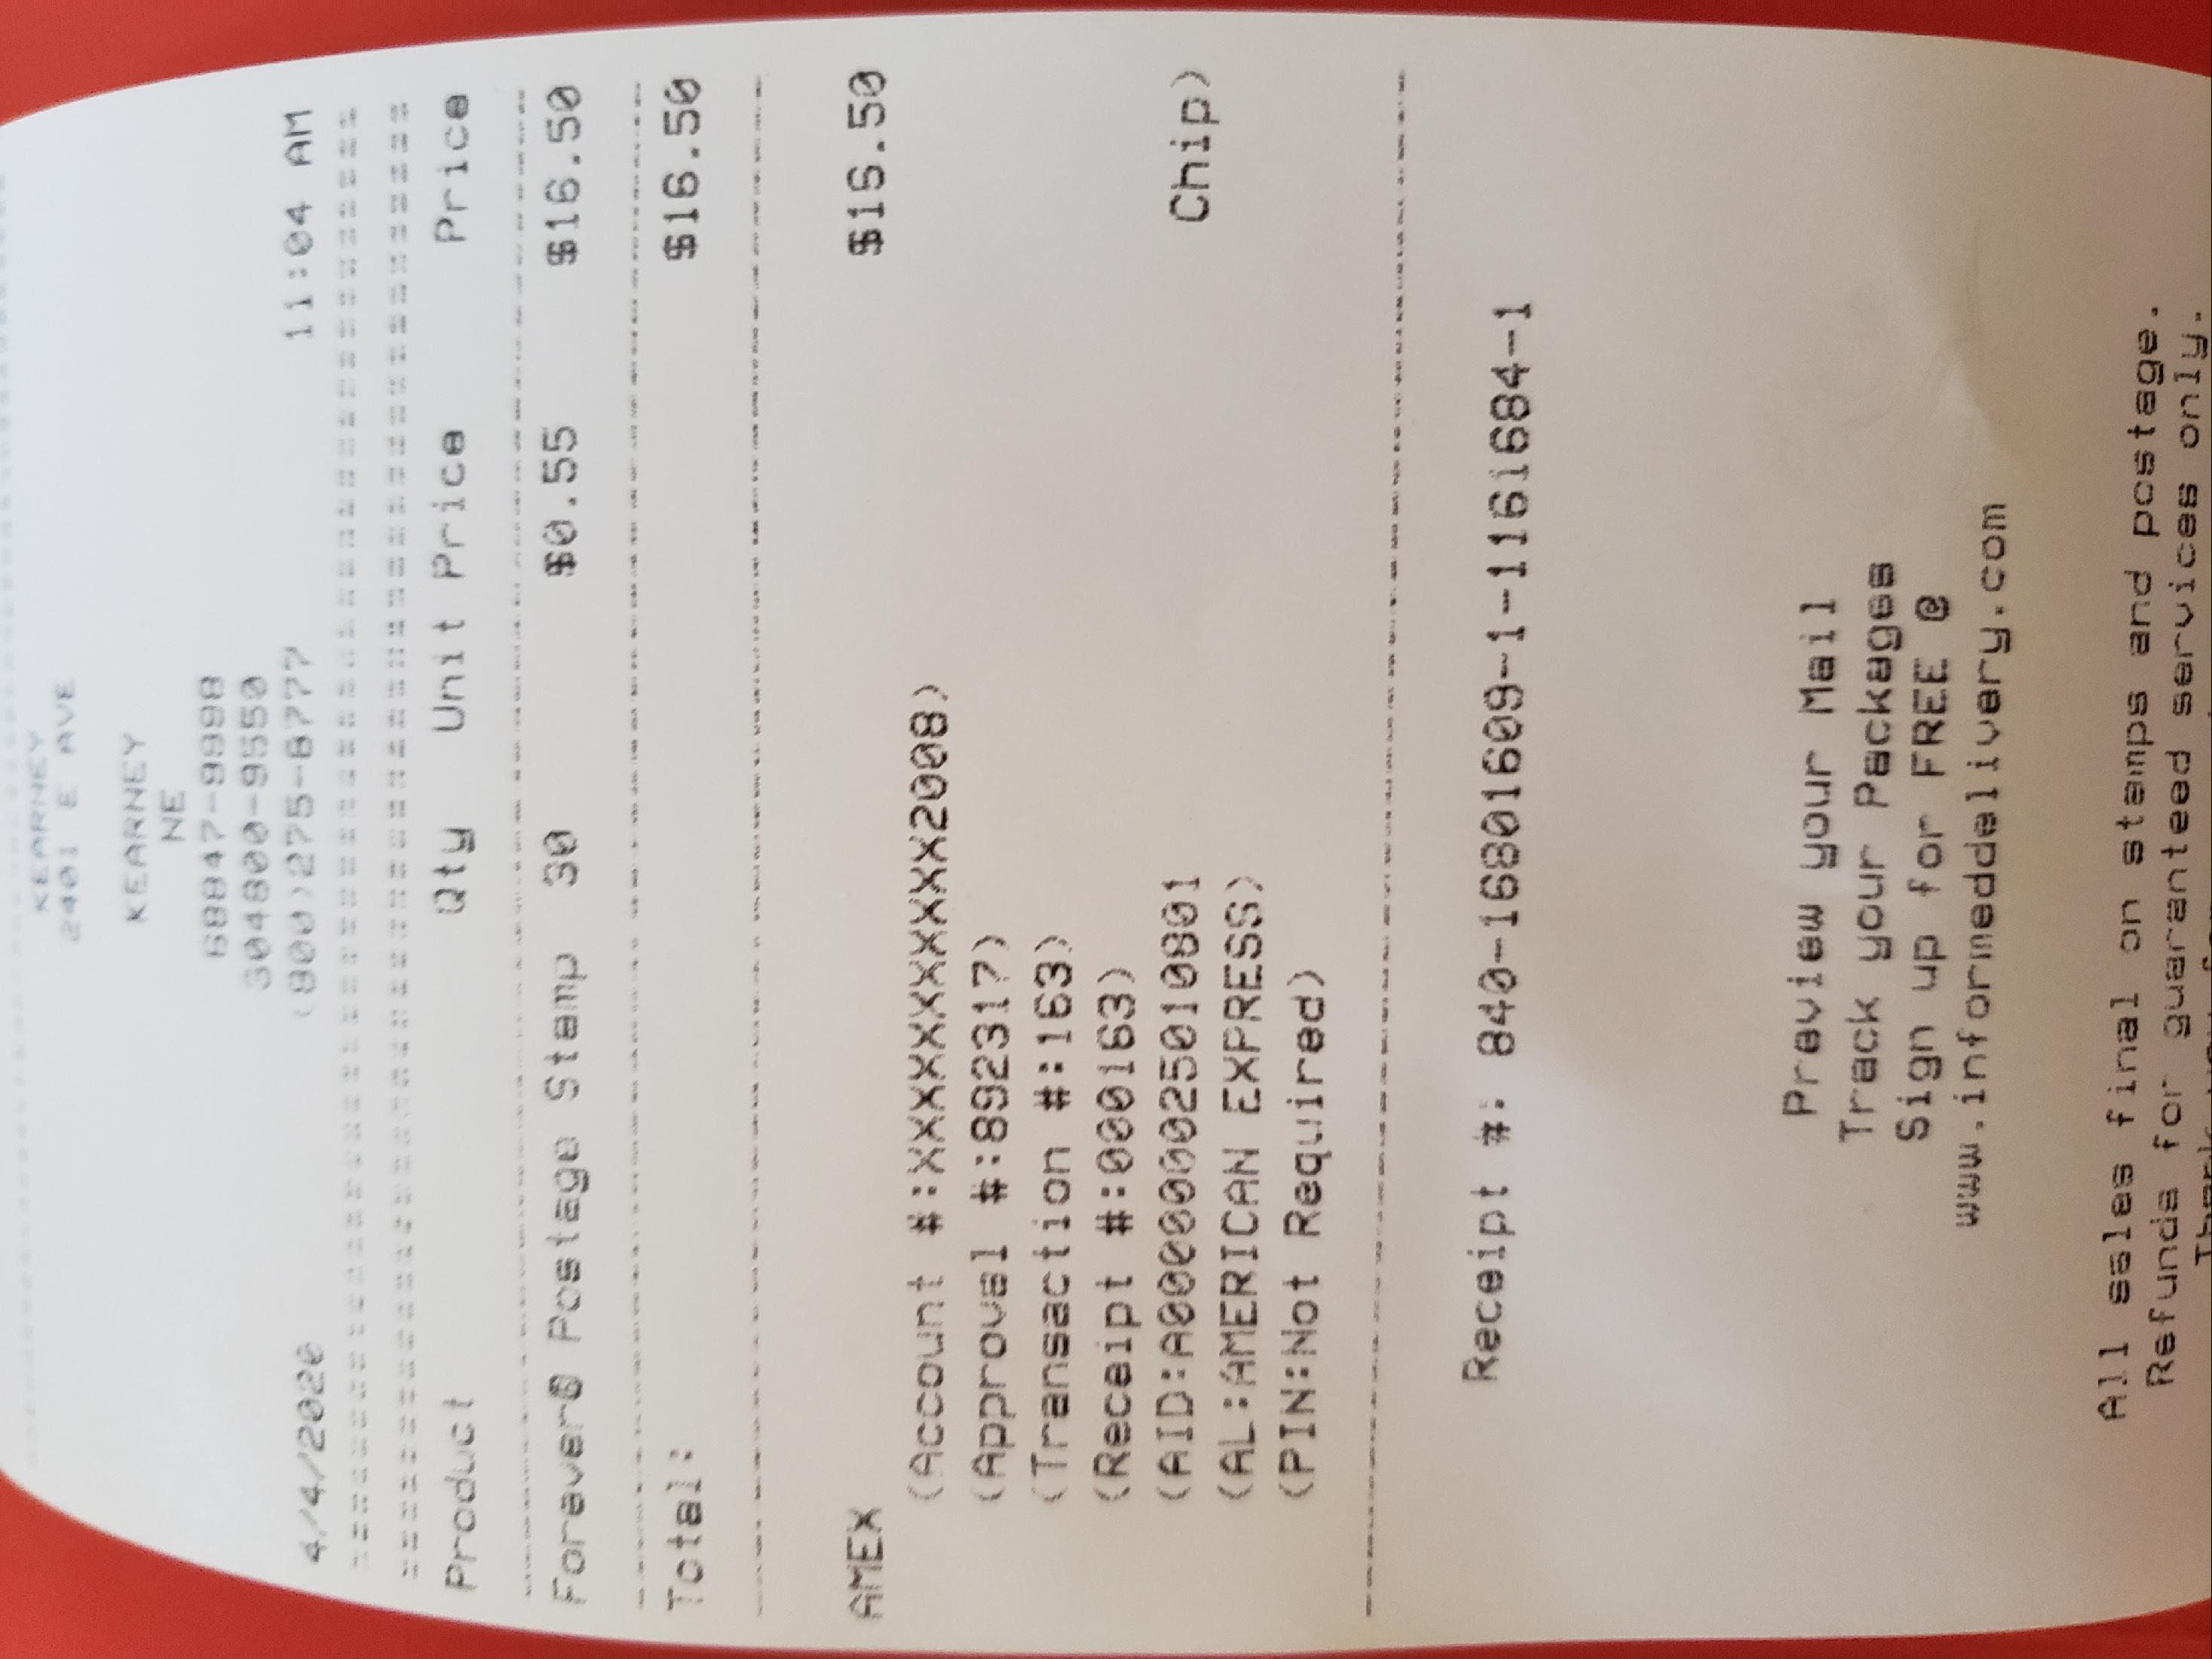 KEARNEY
2401 E AVE
KEARNEY
NE
68847-9998
304800-9550
(800)275-8777
4/4/2020 11:04 AM
Product Qty Unit Price Price
Forever® Postage Stamp 30 $0.55 $16.50
Total: $16.50
AMEX $16.50
(Account #:XXXXXXXXXXX2008)
(Approval #:892317)
(Transaction #:163)
(Receipt #:000163)
(AID:A000000025010801 Chip)
(AL:AMERICAN EXPRESS)
(PIN:Not Required)
Receipt #: 840-16801609-1-1161684-1
Preview your Mail
Track your Packages
Sign up for FREE @
www.informeddelivery.com
All sales final on stamps and postage.
Refunds for guaranteed services only.